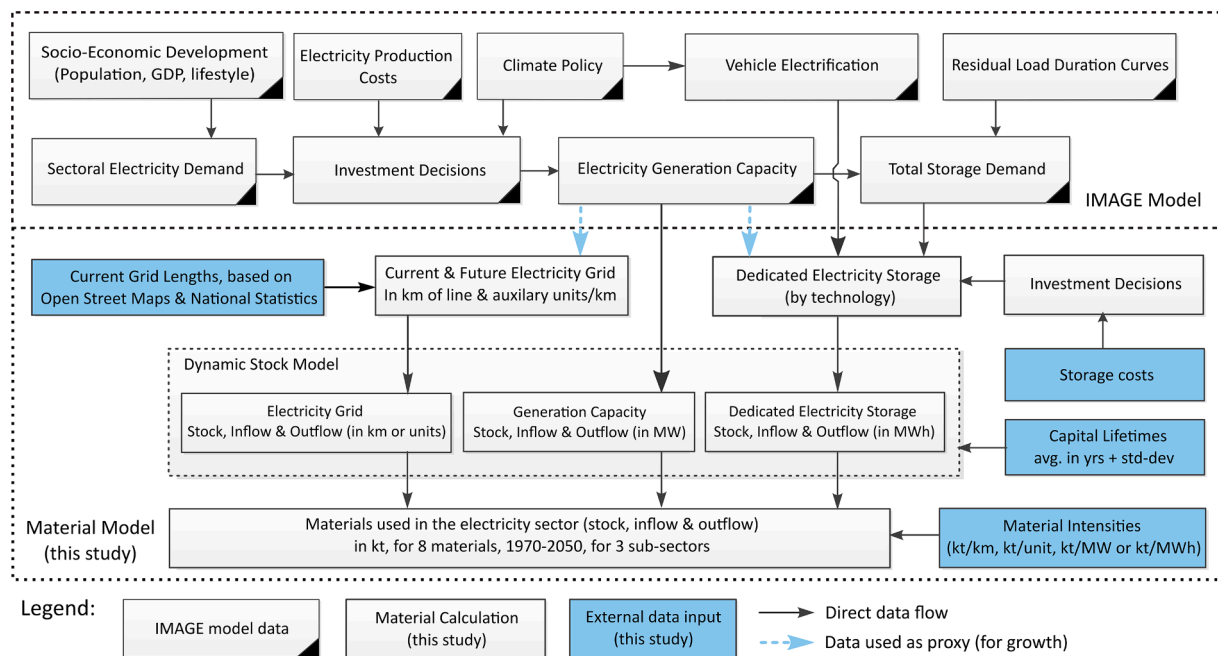 Socio-Economic Development
(Population, GDP, lifestyle)
Electricity Production
Costs
Climate Policy
Vehicle Electrification
Residual Load Duration Curves
Sectoral Electricity Demand
Investment Decisions
Electricity Generation Capacity
Total Storage Demand
IMAGE Model
Current Grid Lengths, based on
Open Street Maps & National Statistics
Current & Future Electricity Grid
In km of line & auxilary units/km
Dedicated Electricity Storage
(by technology)
Investment Decisions
Dynamic Stock Model
Storage costs
Electricity Grid
Stock, Inflow & Outflow (in km or units)
Generation Capacity
Stock, Inflow & Outflow (in MW)
Dedicated Electricity Storage
Stock, Inflow & Outflow (in MWh)
Capital Lifetimes
avg. in yrs + std-dev
Material Model
(this study)
Materials used in the electricity sector (stock, inflow & outflow)
in kt, for 8 materials, 1970-2050, for 3 sub-sectors
Material Intensities
(kt/km, kt/unit, kt/MW or kt/MWh)
Legend:
IMAGE model data
Material Calculation
(this study)
External data input
(this study)
Direct data flow
Data used as proxy (for growth)